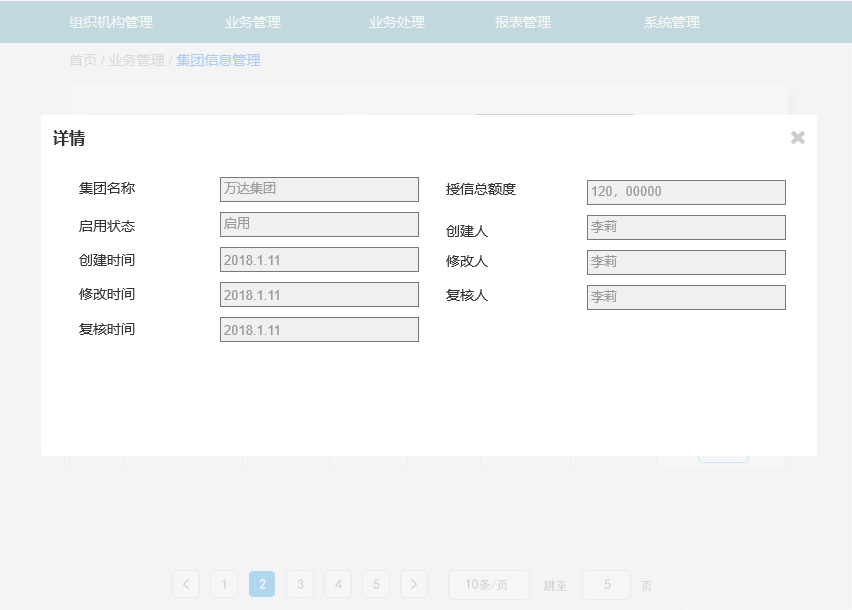 组织机构管理 业务管理 业务处理 报表管理 系统管理
首页 / 业务管理 / 集团信息管理
详情
集团名称 万达集团 授信总额度 120，00000
启用状态 启用 创建人 李莉
创建时间 2018.1.11 修改人 李莉
修改时间 2018.1.11 复核人 李莉
复核时间 2018.1.11
< 1 2 3 4 5 > 10条/页 跳至 5 页